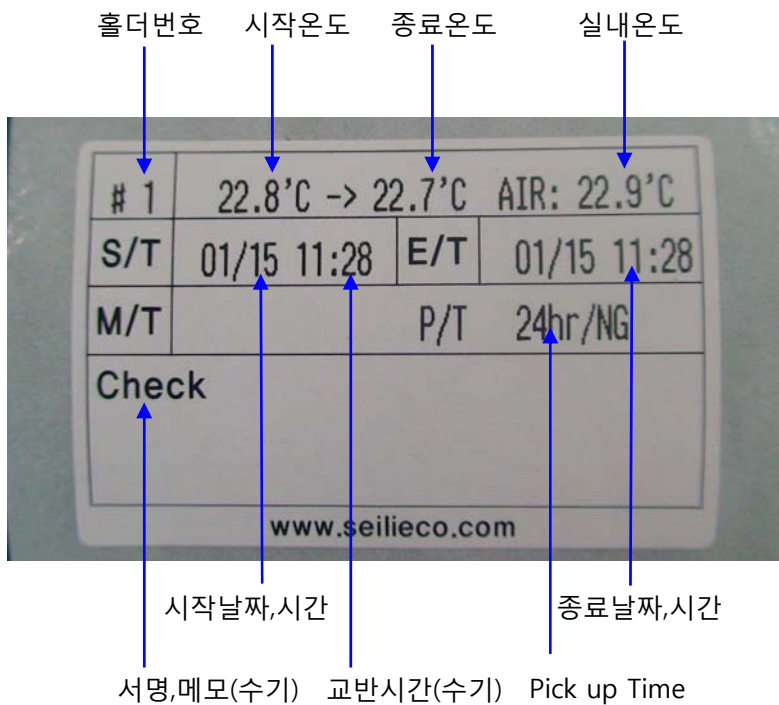 홀더번호 시작온도 종료온도 실내온도
# 1 22.8'C -> 22.7'C AIR: 22.9'C
S/T 01/15 11:28 E/T 01/15 11:28
M/T P/T 24hr/NG
Check
www.seilieco.com
시작날짜,시간 종료날짜,시간
서명,메모(수기) 교반시간(수기) Pick up Time